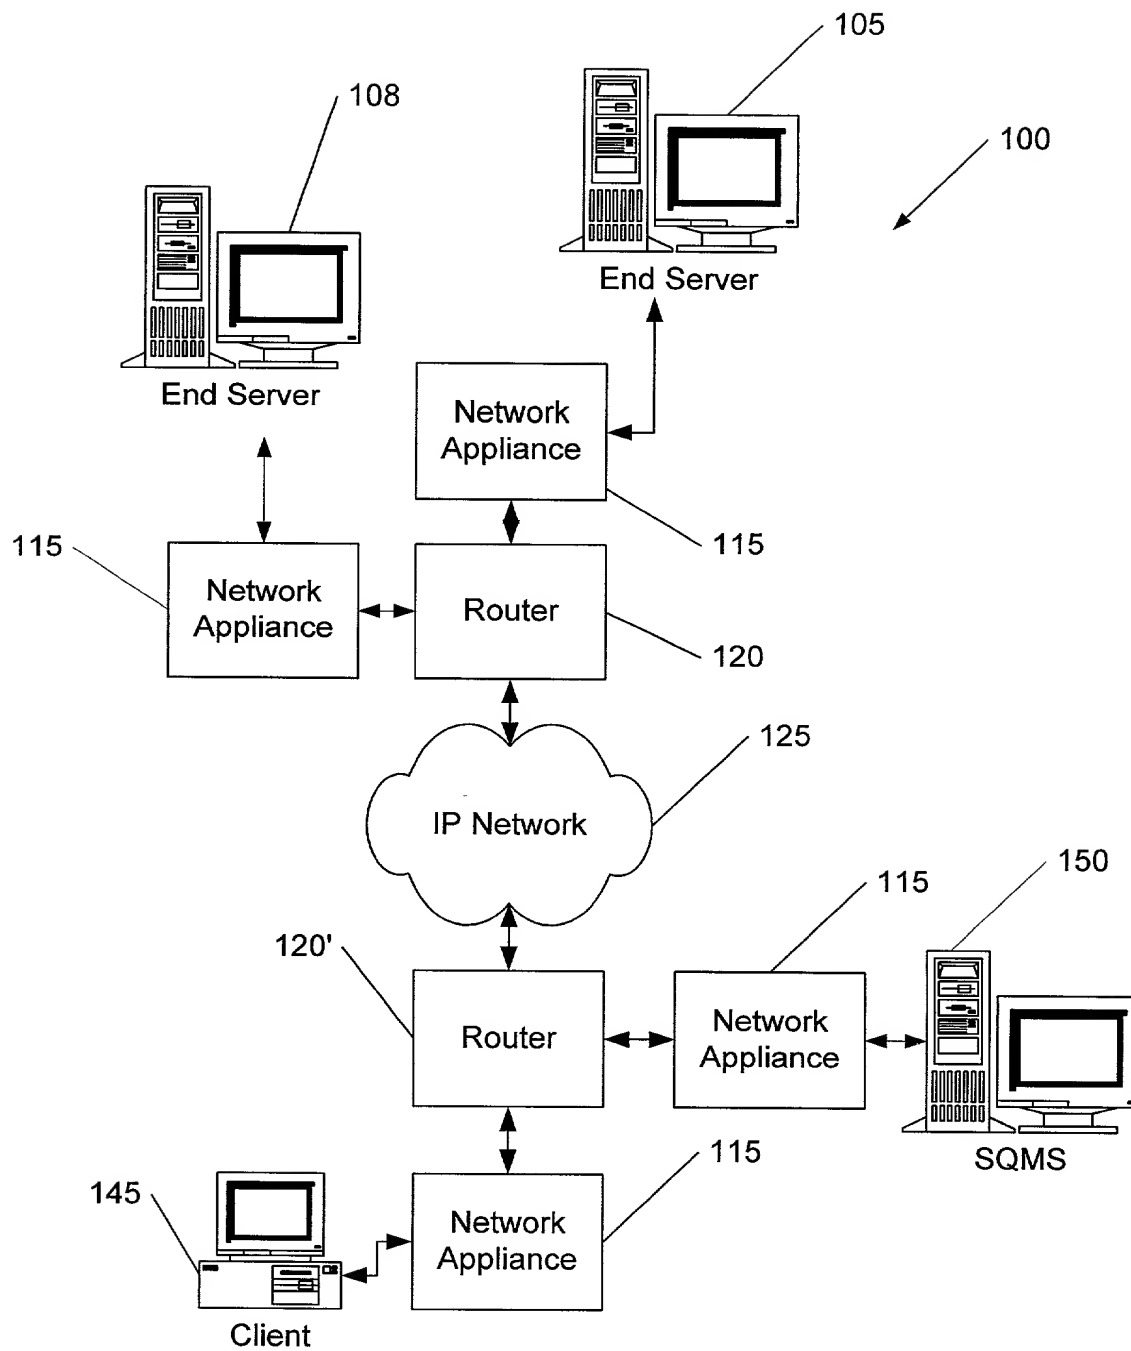 105
108
100
End Server
End Server
Network
Appliance
115
115
Network
Appliance
Router
120
125
IP Network
150
115
120'
Router
Network
Appliance
SQMS
115
145
Network
Appliance
Client